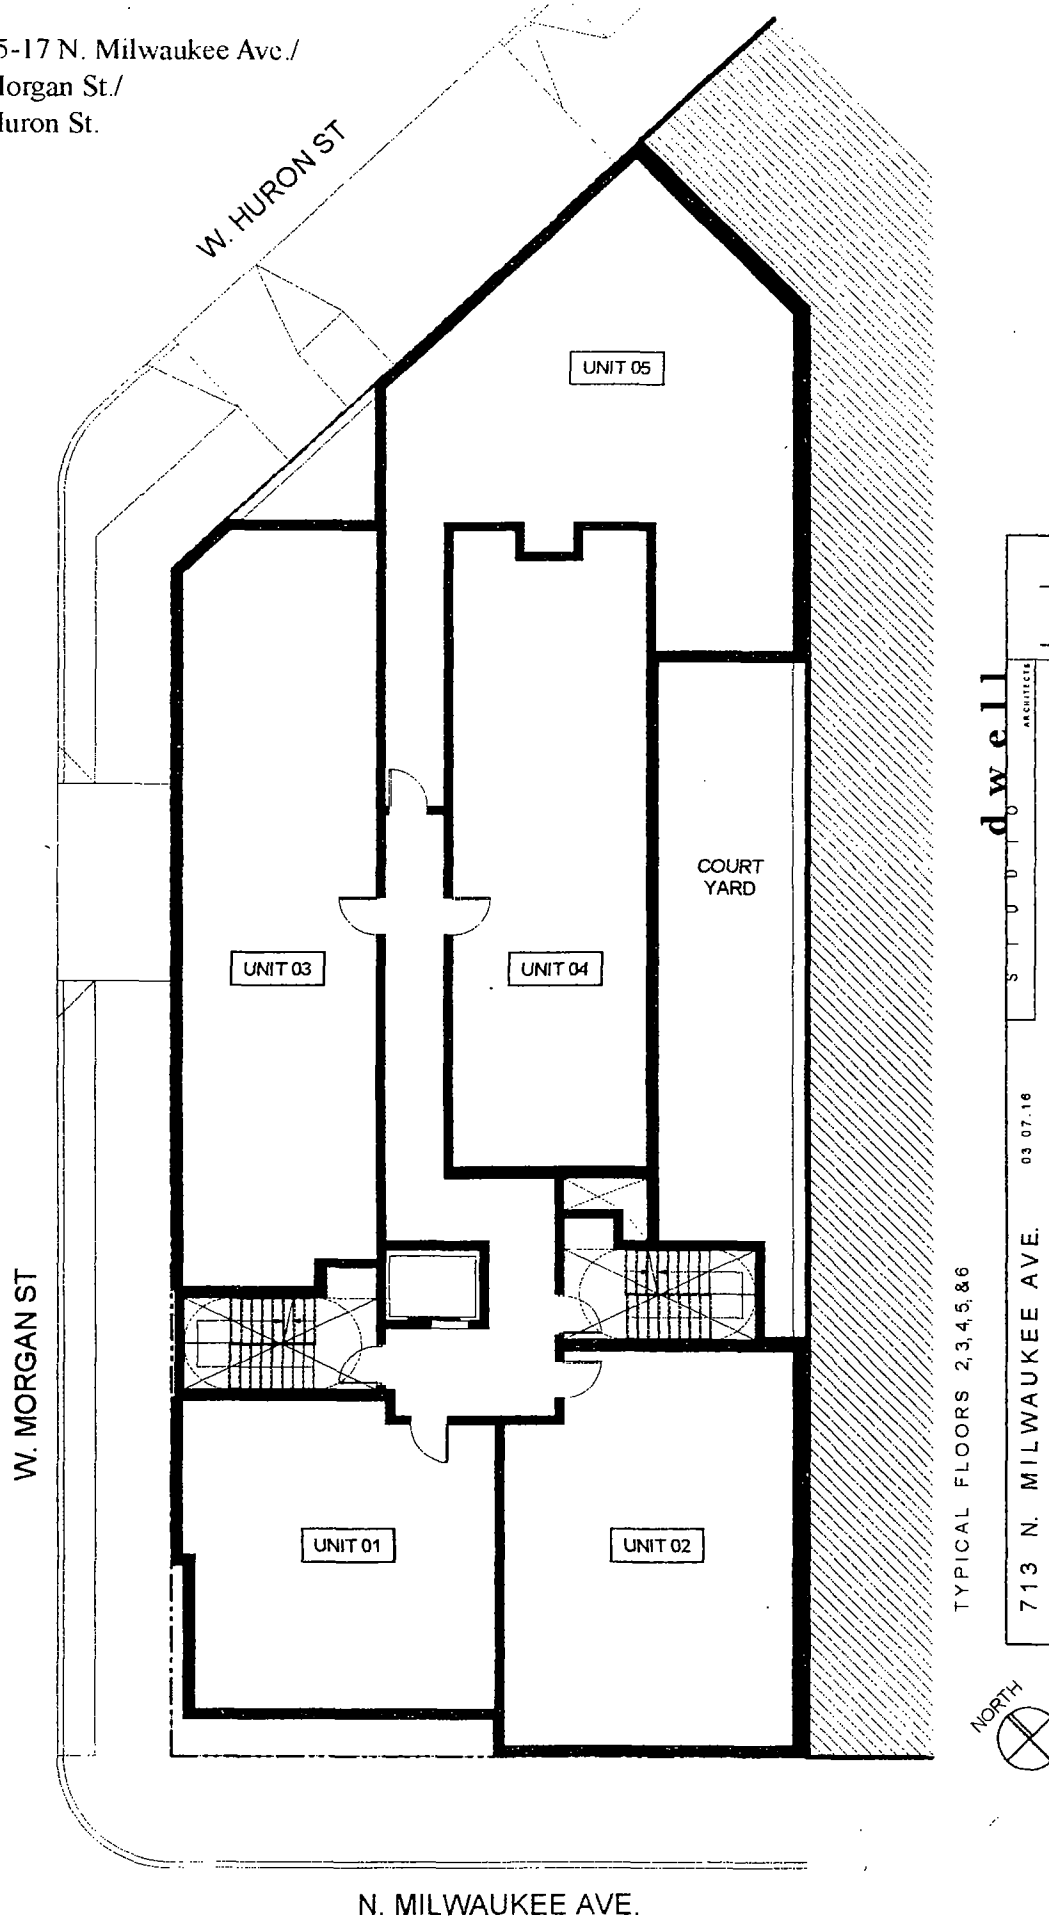 5-17 N. Milwaukee Ave./
Morgan St./
Huron St.
W. HURON ST
UNIT 05
COURT
YARD
UNIT 03
UNIT 04
W. MORGAN ST
UNIT 01
UNIT 02
N. MILWAUKEE AVE.
TYPICAL FLOORS 2,3,4,5,&6
713 N. MILWAUKEE AVE.
03 07.16
STUDIO
dwell
ARCHITECTS
NORTH